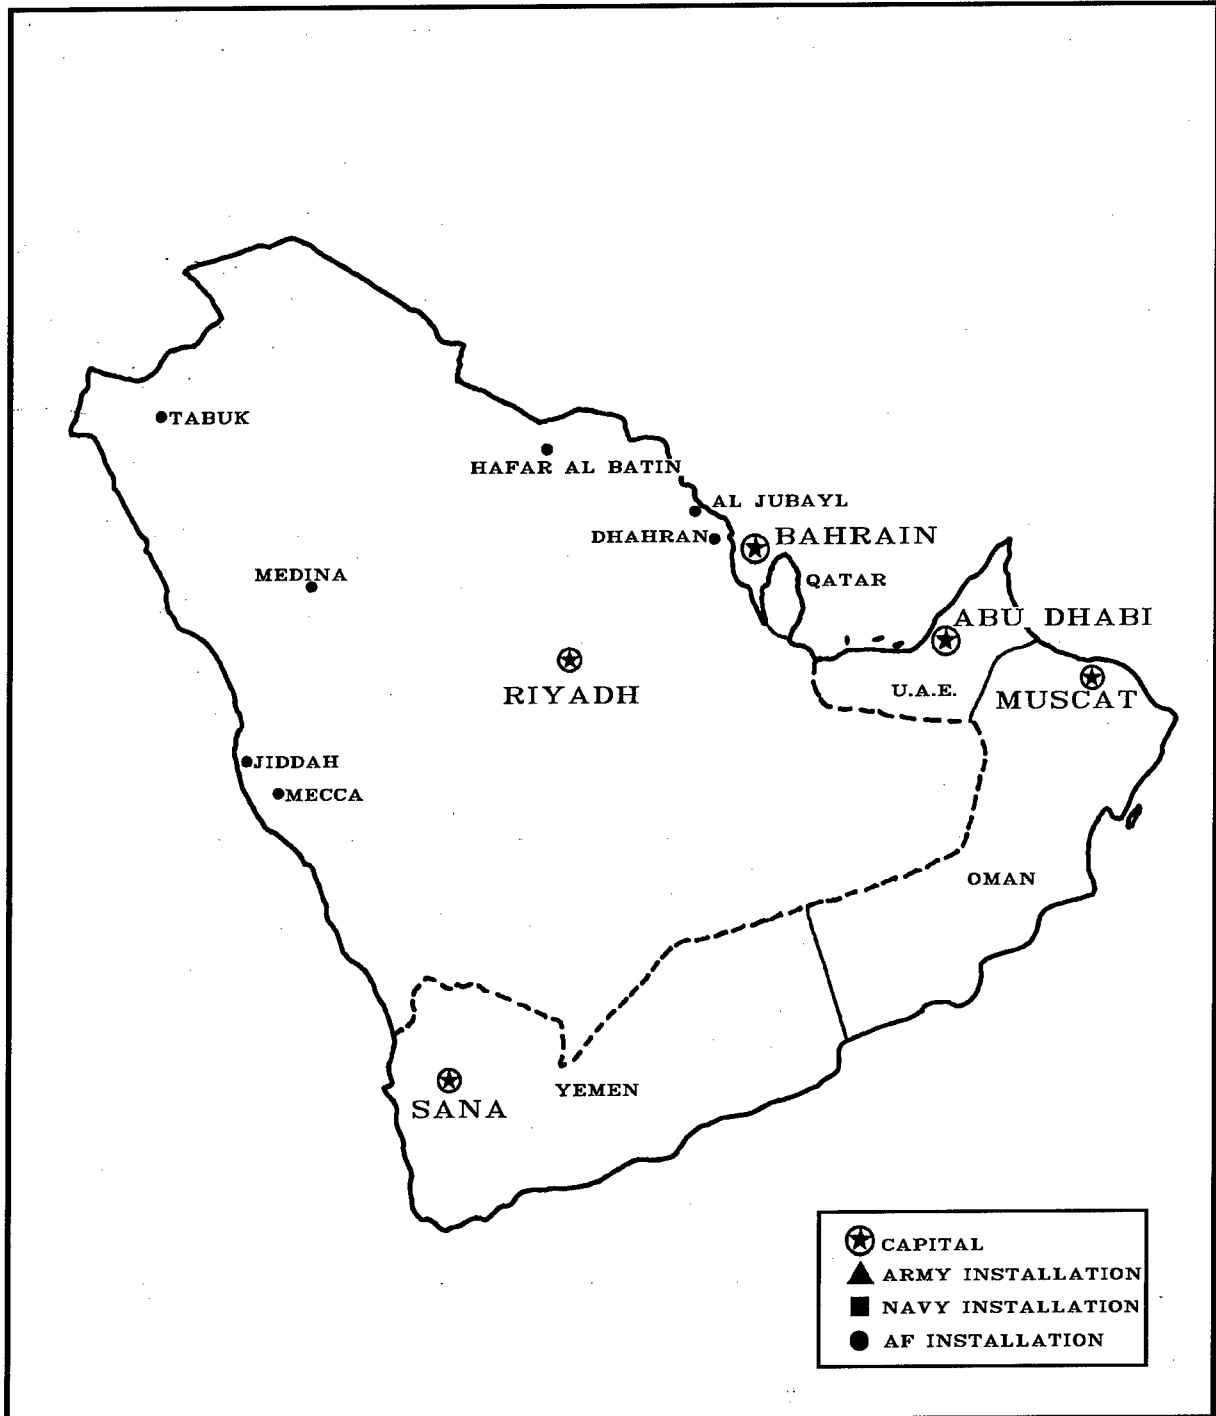 TABUK
HAFAR AL BATIN
AL JUBAYL
DHAHRAN
BAHRAIN
MEDINA
QATAR
ABU DHABI
RIYADH
U.A.E.
MUSCAT
JIDDAH
MECCA
OMAN
SANA
YEMEN
CAPITAL
ARMY INSTALLATION
NAVY INSTALLATION
AF INSTALLATION